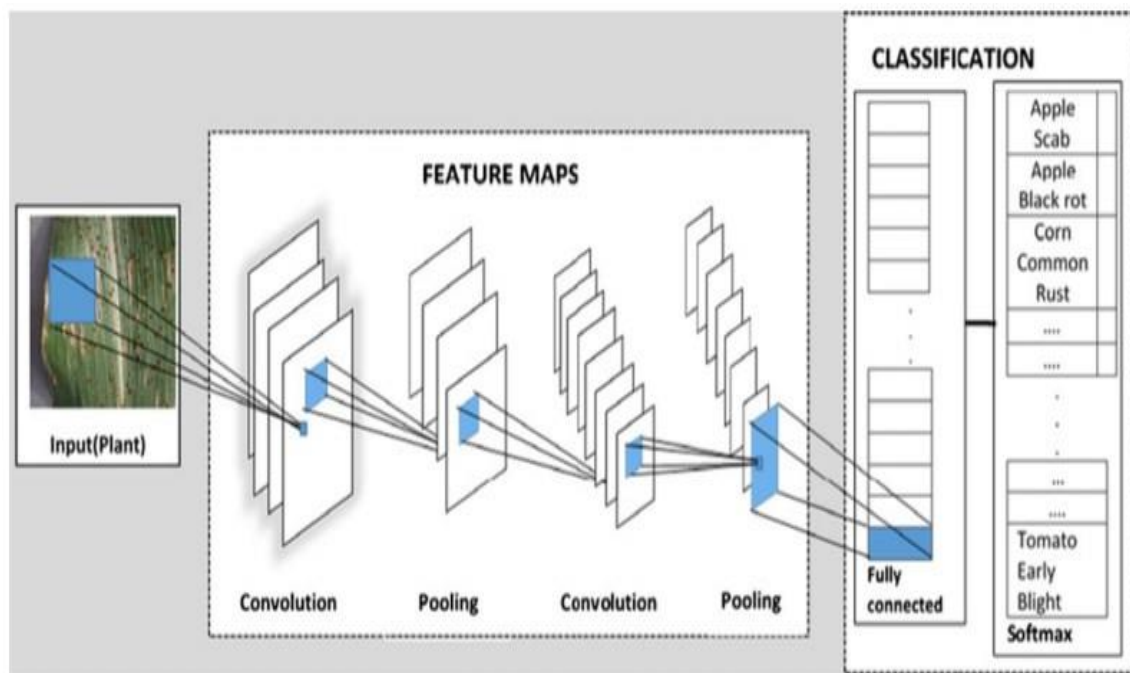 CLASSIFICATION
FEATURE MAPS
Input(Plant)
Convolution
Pooling
Convolution
Pooling
Fully
connected
Apple
Scab
Apple
Black rot
Corn
Common
Rust
....
....
...
....
Tomato
Early
Blight
Softmax